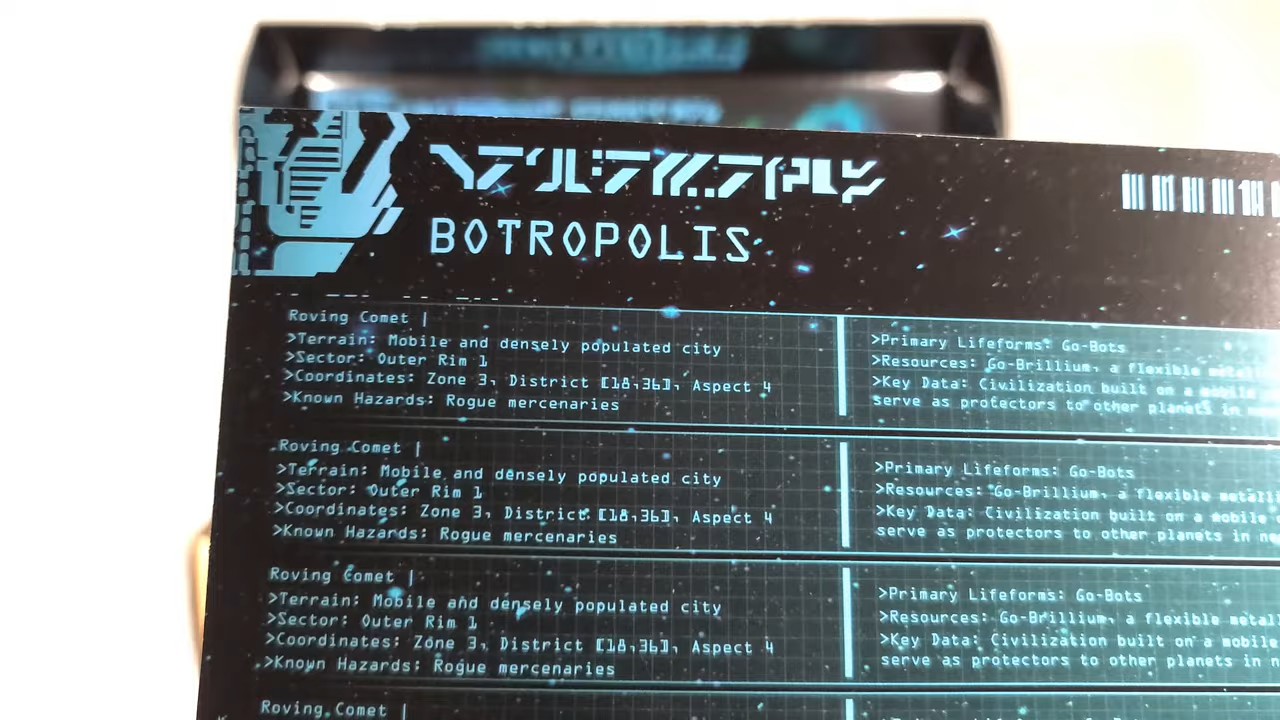 BOTROPOLIS
Roving Comet |
>Terrain: Mobile and densely populated city
>Sector: Outer Rim 1
>Coordinates: Zone 3, District [18,36], Aspect 4
>Known Hazards: Rogue mercenaries
>Primary Lifeforms: Go-Bots
>Resources: Go-Brillium, a flexible
>Key Data: Civilization built on a mobile
serve as protectors to other planets in
Roving Comet |
>Terrain: Mobile and densely populated city
>Sector: Outer Rim 1
>Coordinates: Zone 3, District [18,36], Aspect 4
>Known Hazards: Rogue mercenaries
>Primary Lifeforms: Go-Bots
>Resources: Go-Brillium, a flexible
>Key Data: Civilization built on a mobile
serve as protectors to other planets in
Roving Comet |
>Terrain: Mobile and densely populated city
>Sector: Outer Rim 1
>Coordinates: Zone 3, District [18,36], Aspect 4
>Known Hazards: Rogue mercenaries
>Primary Lifeforms: Go-Bots
>Resources: Go-Brillium, a flexible
>Key Data: Civilization built on a mobile
serve as protectors to other planets in
Roving Comet |